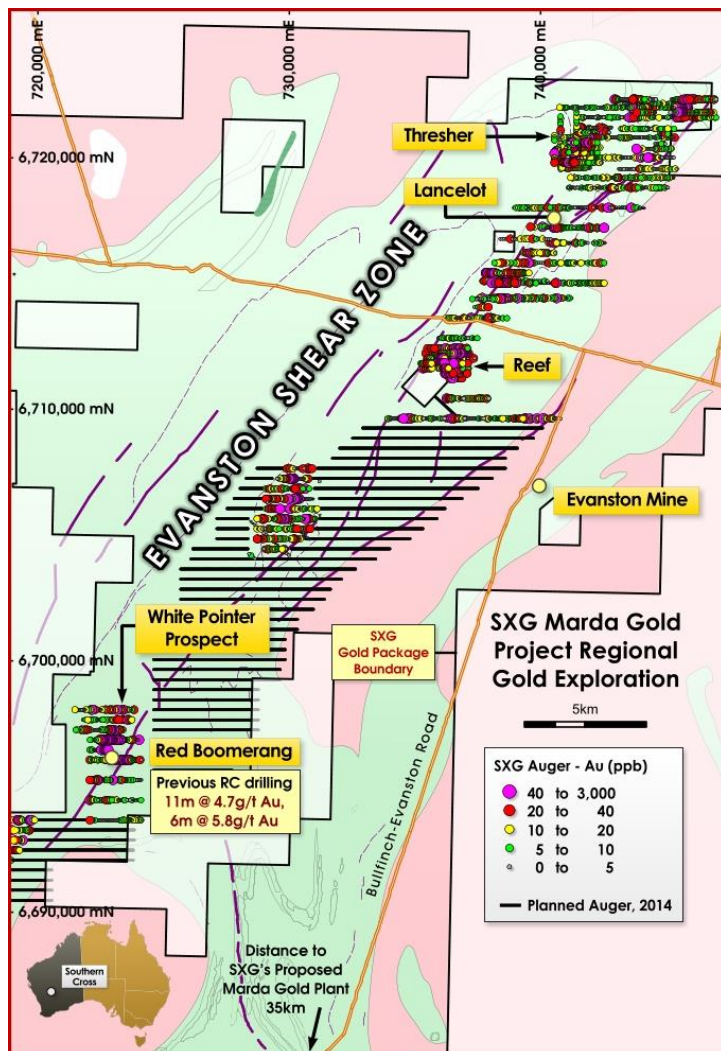 720,000 mE
730,000 mE
740,000 mE
6,720,000 mN
Thresher
Lancelot
EVANSTON SHEAR ZONE
Reef
6,710,000 mN
Evanston Mine
White Pointer
Prospect
6,700,000 mN
SXG
Gold Package
Boundary
SXG Marda Gold
Project Regional
Gold Exploration
5km
Red Boomerang
Previous RC drilling
11m @ 4.7g/t Au,
6m @ 5.8g/t Au
Bullfinch-Evanston Road
SXG Auger - Au (ppb)
40 to 3,000
20 to 40
10 to 20
5 to 10
0 to 5
Planned Auger, 2014
6,690,000 mN
Southern
Cross
Distance to
SXG's Proposed
Marda Gold Plant
35km